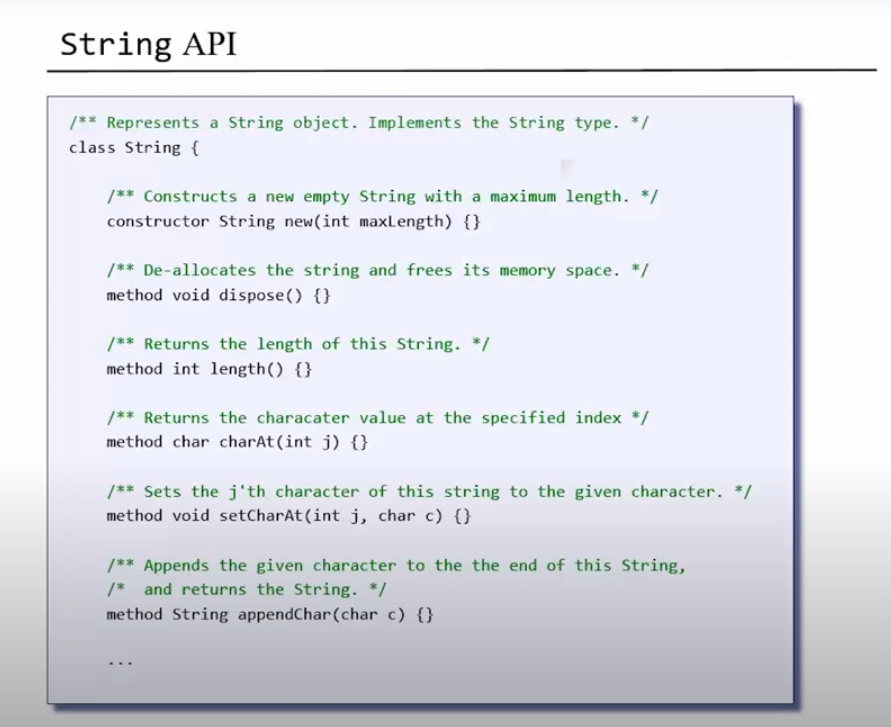 String API
/** Represents a String object. Implements the String type. */
class String {
/** Constructs a new empty String with a maximum length. */
constructor String new(int maxLength) {}
/** De-allocates the string and frees its memory space. */
method void dispose() {}
/** Returns the length of this String. */
method int length() {}
/** Returns the characater value at the specified index */
method char charAt(int j) {}
/** Sets the j'th character of this string to the given character. */
method void setCharAt(int j, char c) {}
/** Appends the given character to the the end of this String,
/*  and returns the String. */
method String appendChar(char c) {}
...